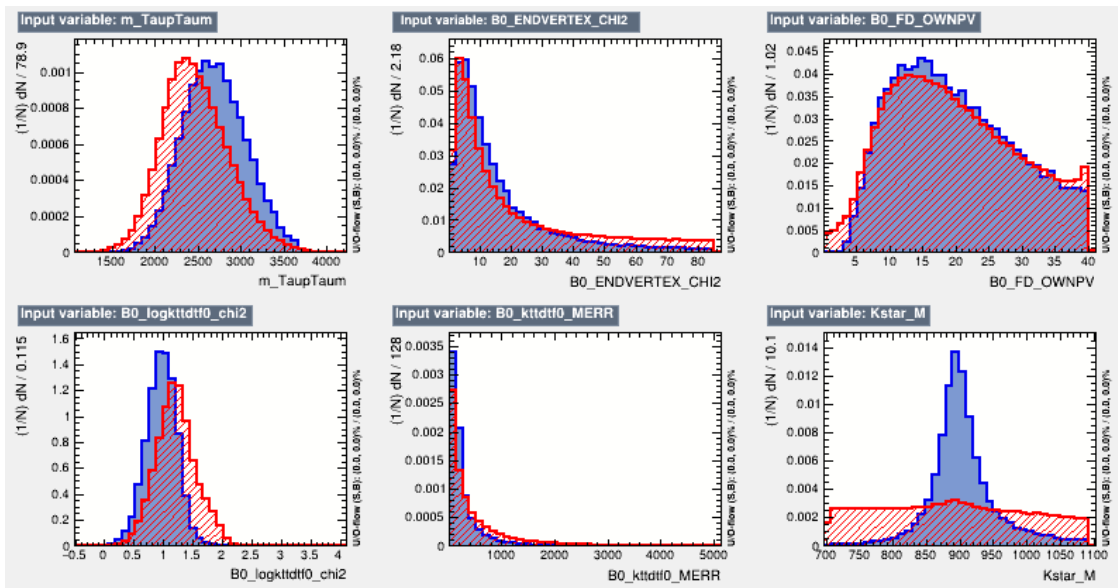 Input variable: m_TaupTaum
(1/N) dN / 78.9
0.001
0.0008
0.0006
0.0004
0.0002
0
1500 2000 2500 3000 3500 4000
m_TaupTaum
U/O-flow (S,B): (0.0, 0.0)% / (0.0, 0.0)%
Input variable: B0_ENDVERTEX_CHI2
(1/N) dN / 2.18
0.06
0.05
0.04
0.03
0.02
0.01
0
10 20 30 40 50 60 70 80
B0_ENDVERTEX_CHI2
U/O-flow (S,B): (0.0, 0.0)% / (0.0, 0.0)%
Input variable: B0_FD_OWNPV
(1/N) dN / 1.02
0.045
0.04
0.035
0.03
0.025
0.02
0.015
0.01
0.005
0
5 10 15 20 25 30 35 40
B0_FD_OWNPV
U/O-flow (S,B): (0.0, 0.0)% / (0.0, 0.0)%
Input variable: B0_logkttdtf0_chi2
(1/N) dN / 0.115
1.6
1.4
1.2
1
0.8
0.6
0.4
0.2
0
−0.5 0 0.5 1 1.5 2 2.5 3 3.5 4
B0_logkttdtf0_chi2
U/O-flow (S,B): (0.0, 0.0)% / (0.0, 0.0)%
Input variable: B0_kttdtf0_MERR
(1/N) dN / 128
0.0035
0.003
0.0025
0.002
0.0015
0.001
0.0005
0
1000 2000 3000 4000 5000
B0_kttdtf0_MERR
U/O-flow (S,B): (0.0, 0.0)% / (0.0, 0.0)%
Input variable: Kstar_M
(1/N) dN / 10.1
0.014
0.012
0.01
0.008
0.006
0.004
0.002
0
700 750 800 850 900 950 1000 1050 1100
Kstar_M
U/O-flow (S,B): (0.0, 0.0)% / (0.0, 0.0)%